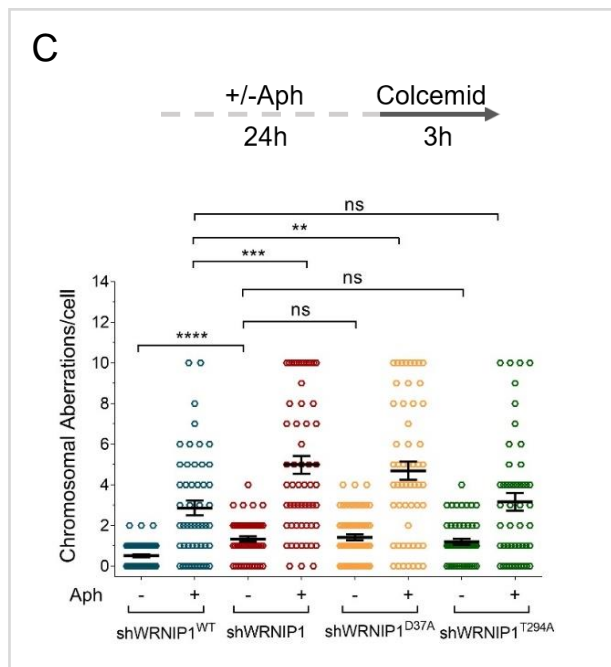 C
+/-Aph Colcemid
24h 3h
ns
**
***
ns
ns
****
Chromosomal Aberrations/cell
14
12
10
8
6
4
2
0
Aph - + - + - + - +
shWRNIP1WT shWRNIP1 shWRNIP1D37A shWRNIP1T294A